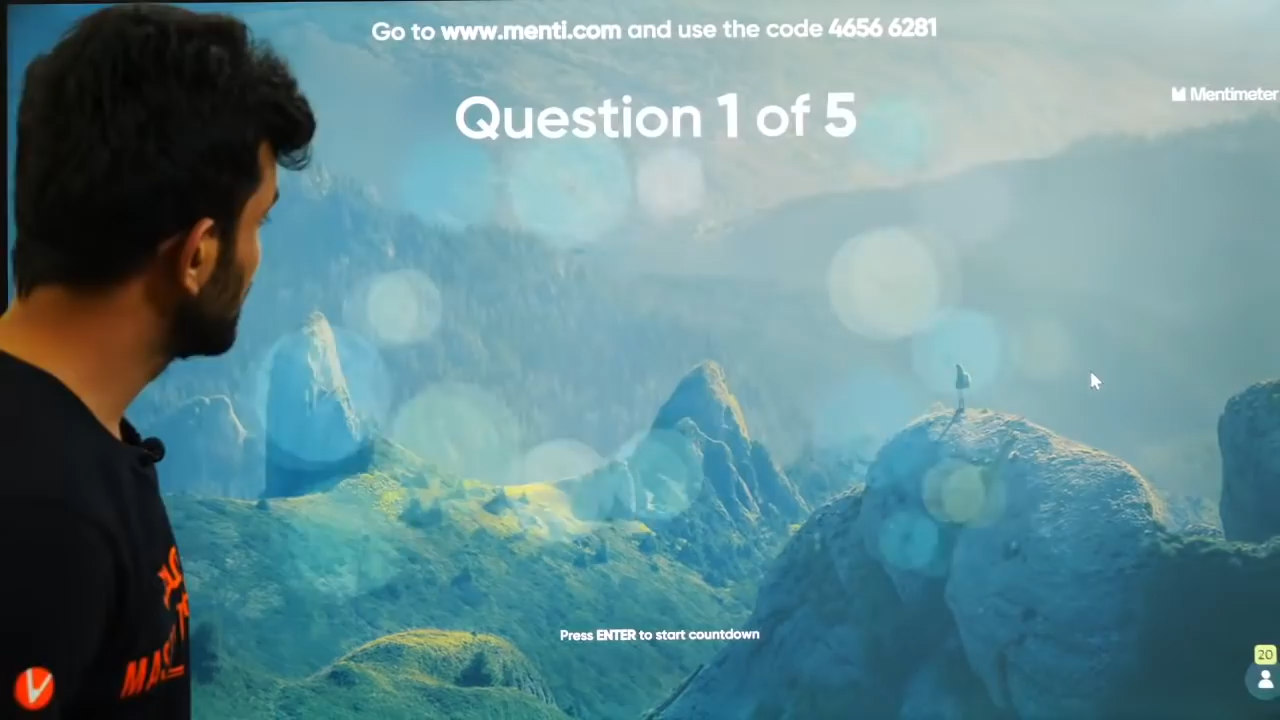 Go to www.menti.com and use the code 4656 6281
Mentimeter
Question 1 of 5
Press ENTER to start countdown
20